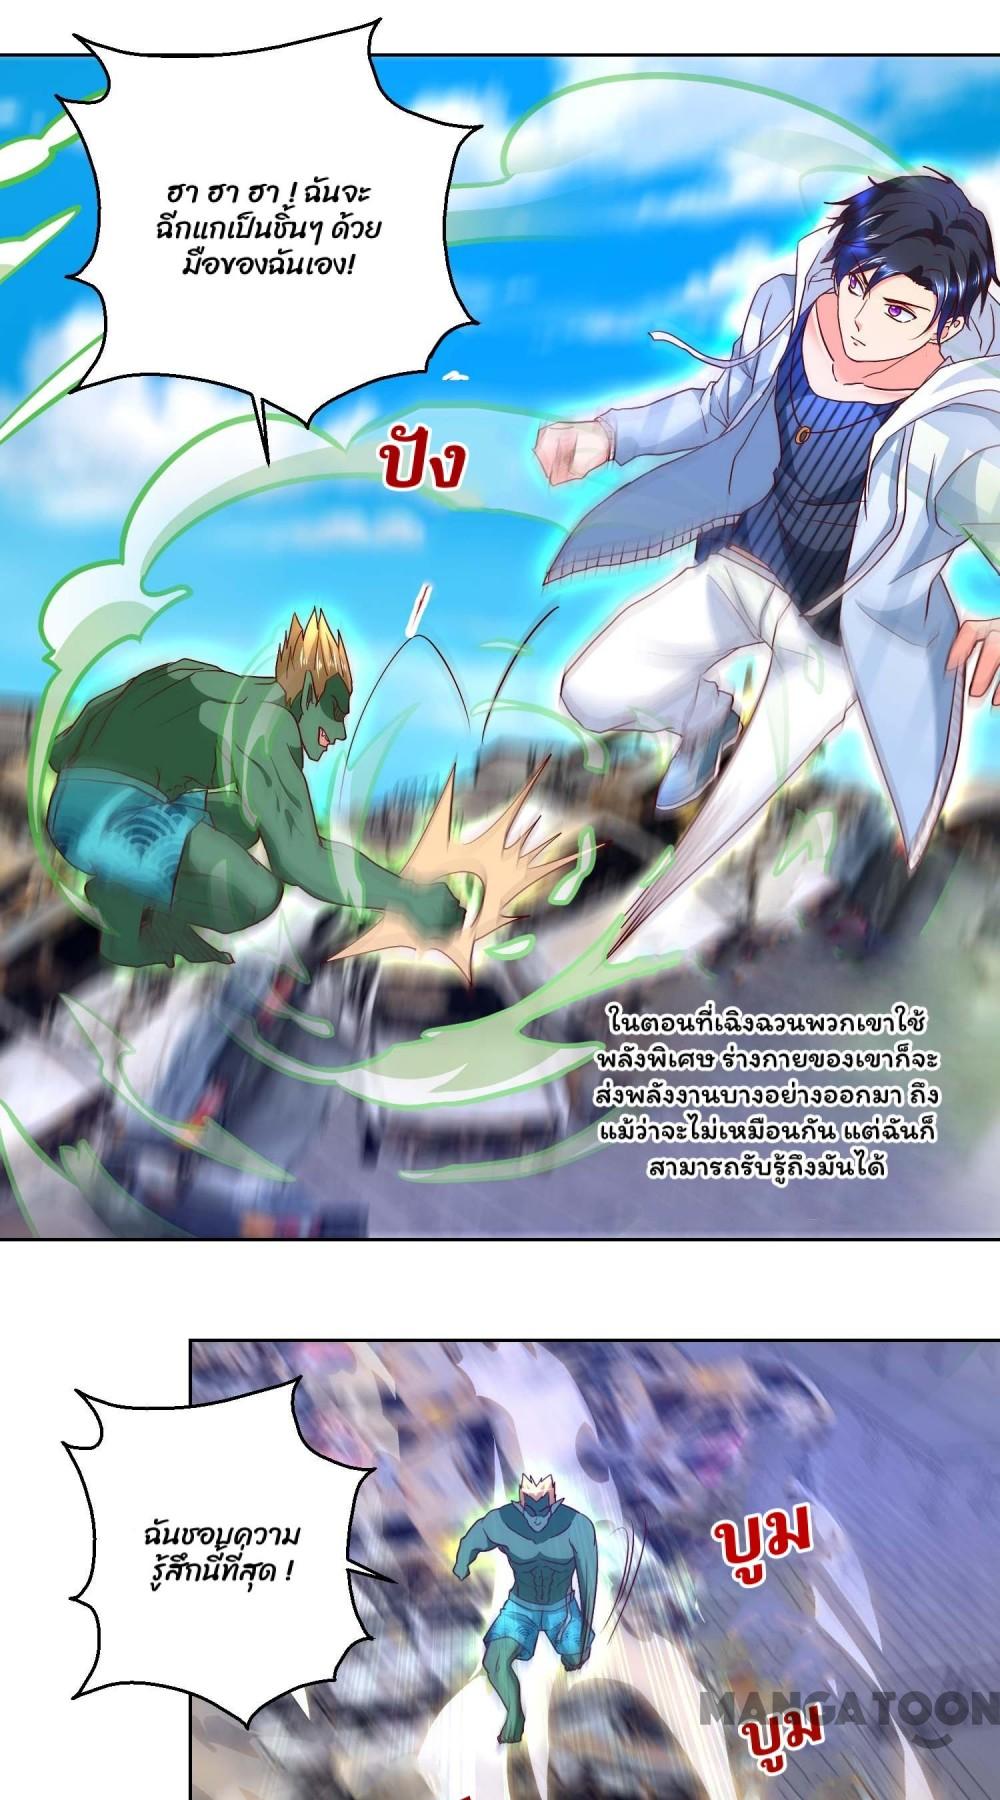 ฮา ฮา ฮา ! ฉันจะ
ฉีกแกเป็นชิ้นๆ ด้วย
มือของฉันเอง!
ปัง
ในตอนที่เฉิงฉวนพวกเขาใช้
พลังพิเศษ ร่างกายของเขาก็จะ
ส่งพลังงานบางอย่างออกมา ถึง
แม้ว่าจะไม่เหมือนกัน แต่ฉันก็
สามารถรับรู้ถึงมันได้
ฉันชอบความ
รู้สึกนี้ที่สุด !
บูม
MANGATOON
บูม